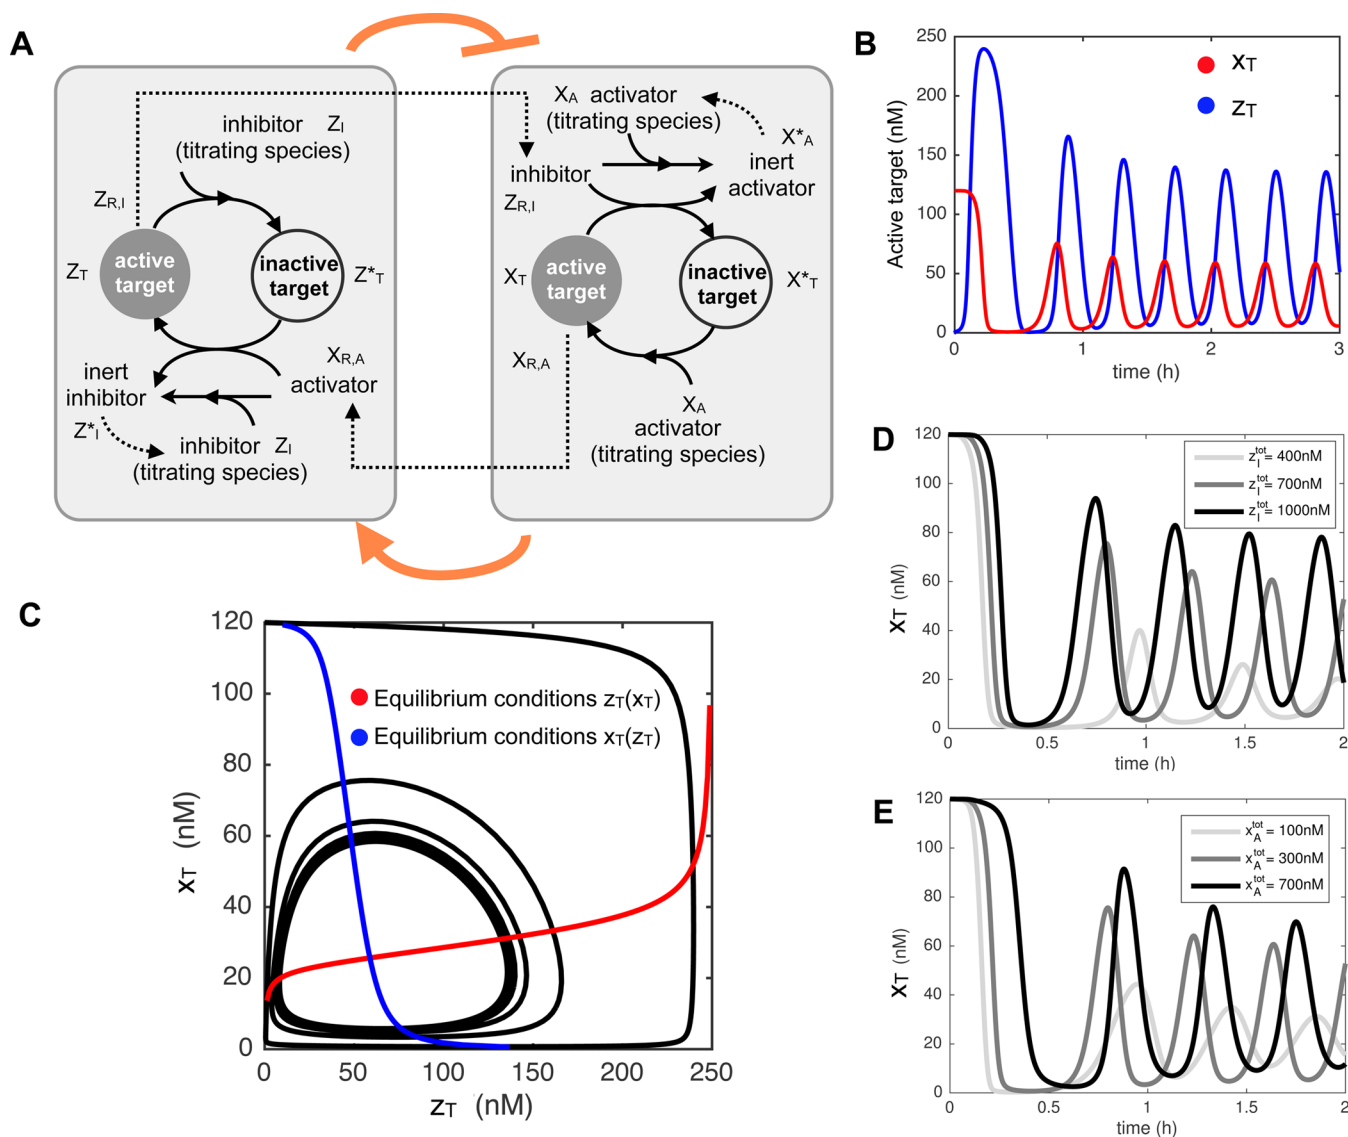 A
inhibitor Z_I
(titrating species)
Z_R,I
Z_T
active
target
inactive
target
Z*_T
X_R,A
activator
inert
inhibitor
Z*_I
inhibitor Z_I
(titrating species)
X_A activator
(titrating species)
X*_A
inert
activator
inhibitor
Z_R,I
X_T
active
target
inactive
target
X*_T
X_R,A
X_A
activator
(titrating species)
B
Active target (nM)
250
200
150
100
50
0
X_T
Z_T
0
1
2
3
time (h)
C
X_T (nM)
120
100
80
60
40
20
0
Equilibrium conditions z_T(x_T)
Equilibrium conditions x_T(z_T)
0
50
100
150
200
250
Z_T (nM)
D
X_T (nM)
120
100
80
60
40
20
0
z_I^tot = 400nM
z_I^tot = 700nM
z_I^tot = 1000nM
0
0.5
1
1.5
2
time (h)
E
X_T (nM)
120
100
80
60
40
20
0
x_A^tot = 100nM
x_A^tot = 300nM
x_A^tot = 700nM
0
0.5
1
1.5
2
time (h)